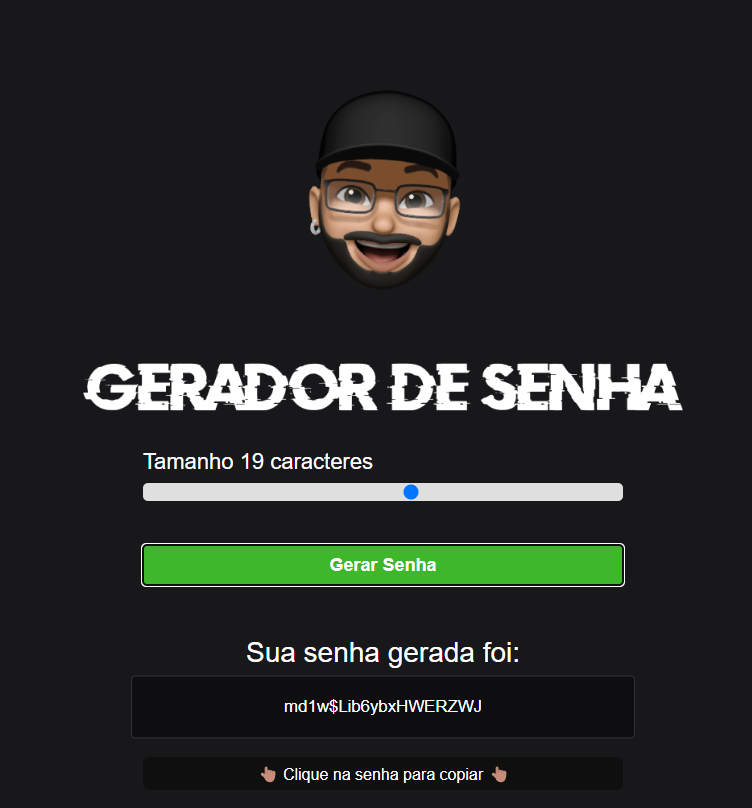 GERADOR DE SENHA
Tamanho 19 caracteres
Gerar Senha
Sua senha gerada foi:
md1w$Lib6ybxHWERZWJ
👆 Clique na senha para copiar 👆